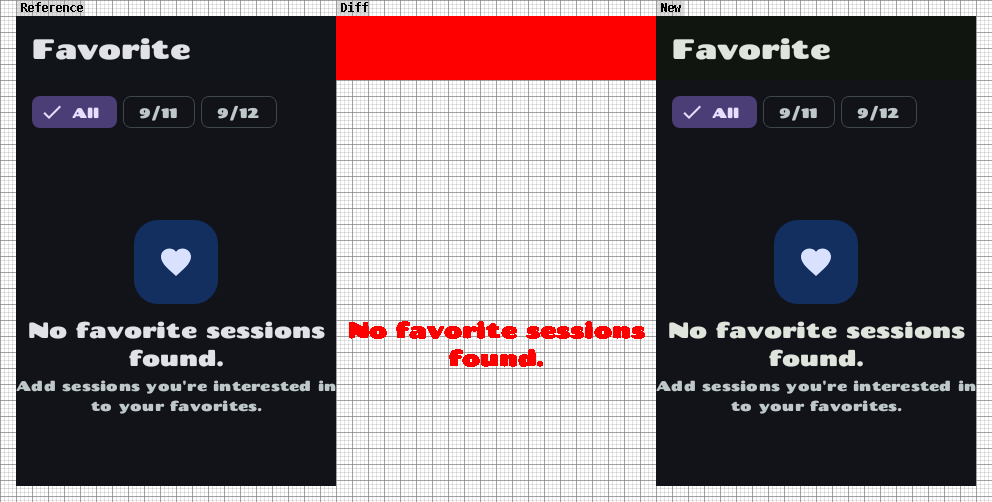 Reference
Diff
New
Favorite
All
9/11
9/12
No favorite sessions
found.
Add sessions you're interested in
to your favorites.
No favorite sessions
found.
Favorite
All
9/11
9/12
No favorite sessions
found.
Add sessions you're interested in
to your favorites.